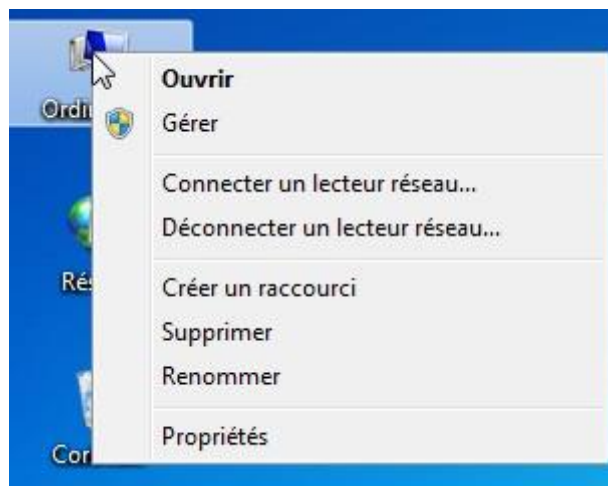 Ouvrir
Gérer
Connecter un lecteur réseau...
Déconnecter un lecteur réseau...
Créer un raccourci
Supprimer
Renommer
Propriétés